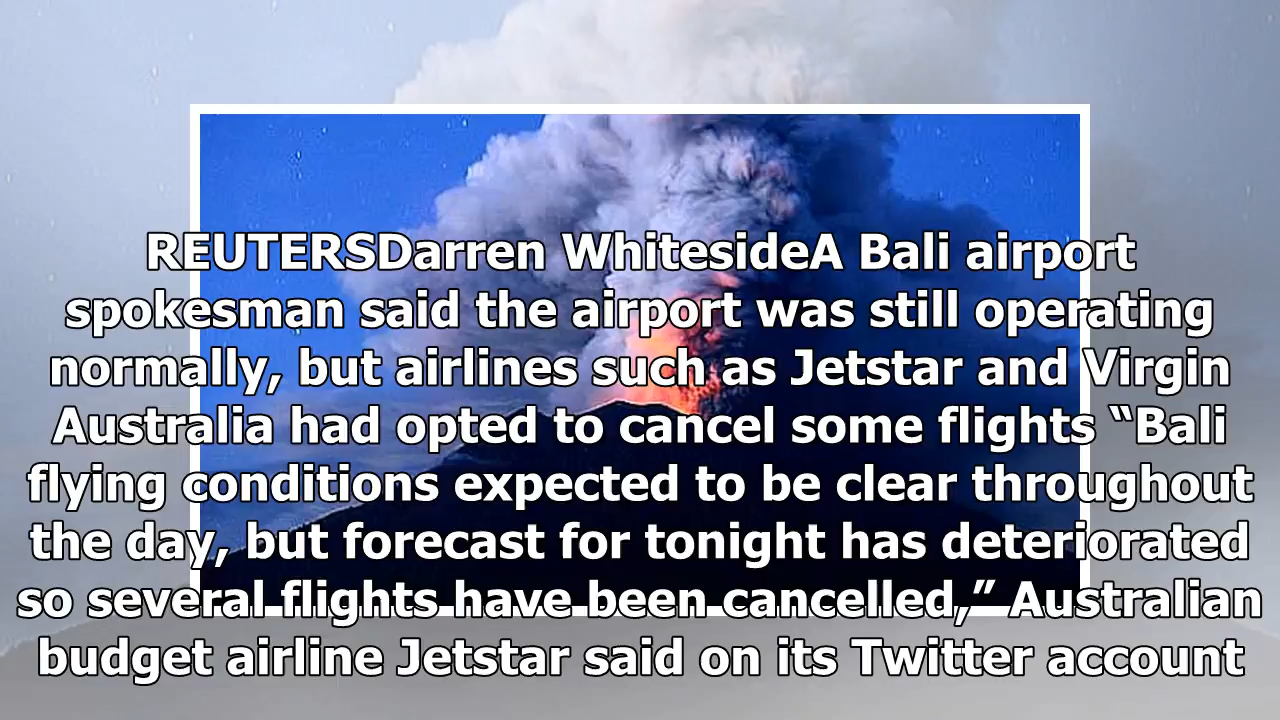 REUTERSDarren WhitesideA Bali airport
spokesman said the airport was still operating
normally, but airlines such as Jetstar and Virgin
Australia had opted to cancel some flights “Bali
flying conditions expected to be clear throughout
the day, but forecast for tonight has deteriorated
so several flights have been cancelled,” Australian
budget airline Jetstar said on its Twitter account